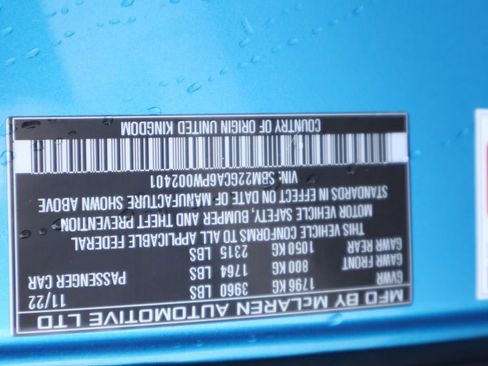 MFD BY McLAREN AUTOMOTIVE LTD
GVWR 1796 KG 3960 LBS 11/22
GAWR FRONT 800 KG 1764 LBS PASSENGER CAR
GAWR REAR 1050 KG 2315 LBS
THIS VEHICLE CONFORMS TO ALL APPLICABLE FEDERAL
MOTOR VEHICLE SAFETY, BUMPER AND THEFT PREVENTION
STANDARDS IN EFFECT ON DATE OF MANUFACTURE SHOWN ABOVE
VIN: SBM22GCA6PW002401
COUNTRY OF ORIGIN UNITED KINGDOM